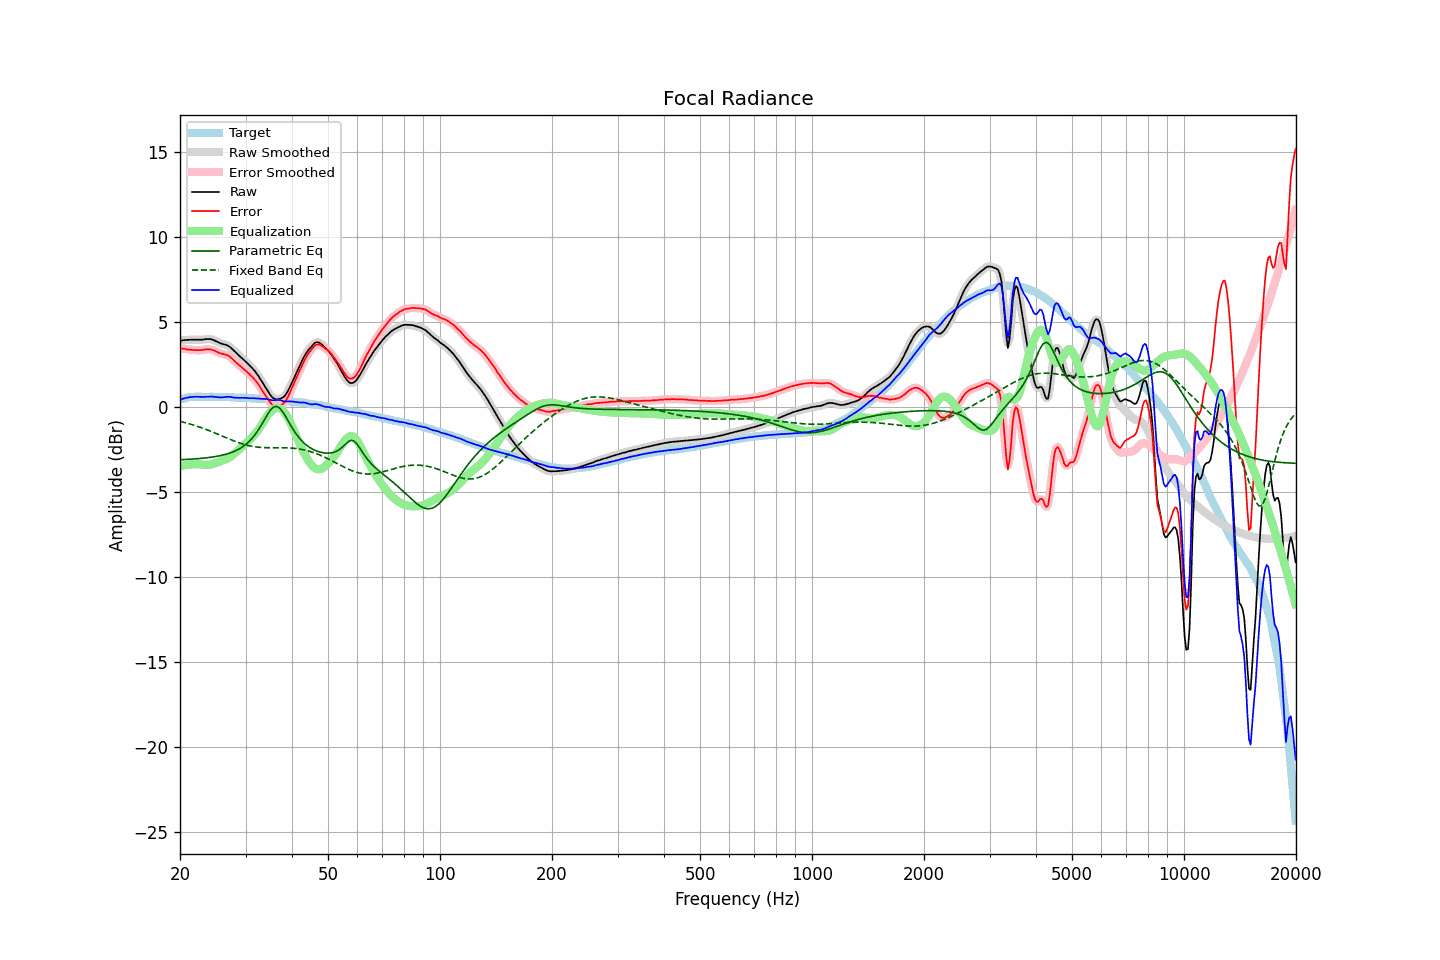 Focal Radiance
Target
Raw Smoothed
Error Smoothed
Raw
Error
Equalization
Parametric Eq
Fixed Band Eq
Equalized
15
10
5
0
−5
−10
−15
−20
−25
Amplitude (dBr)
20 50 100 200 500 1000 2000 5000 10000 20000
Frequency (Hz)